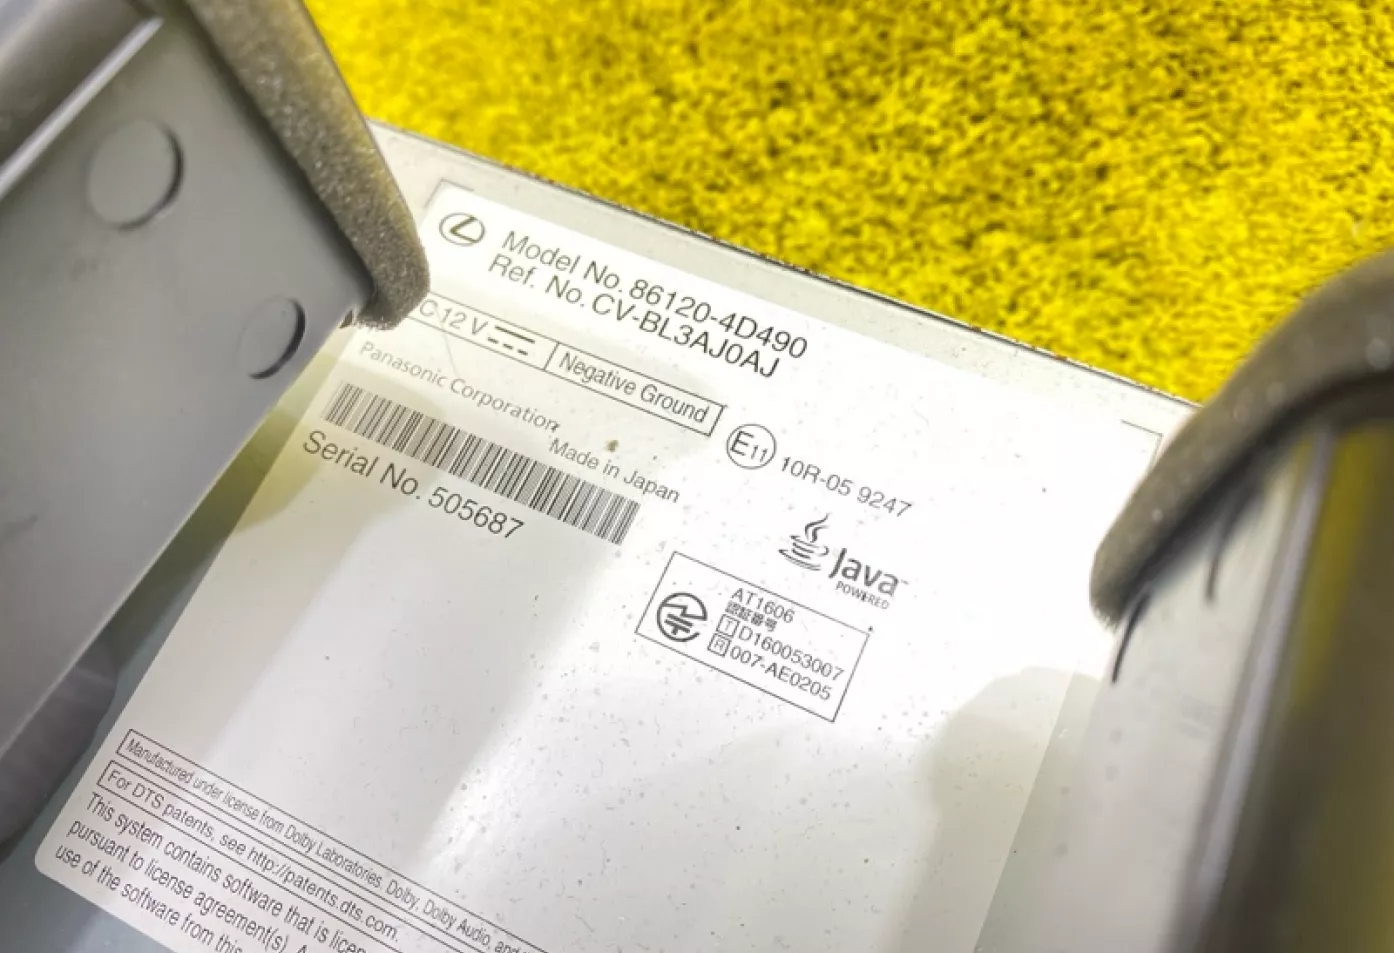 Model No. 86120-4D490
Ref. No. CV-BL3AJ0AJ
C 12 V
Negative Ground
Panasonic Corporation
Made in Japan
Serial No. 505687
E11 10R-05 9247
Java
POWERED
AT1606
認証番号
T D160053007
R 007-AE0205
Manufactured under license from Dolby Laboratories. Dolby, Dolby Audio, and
For DTS patents, see http://patents.dts.com.
This system contains software that is
pursuant to license agreement(s).
use of the software from this